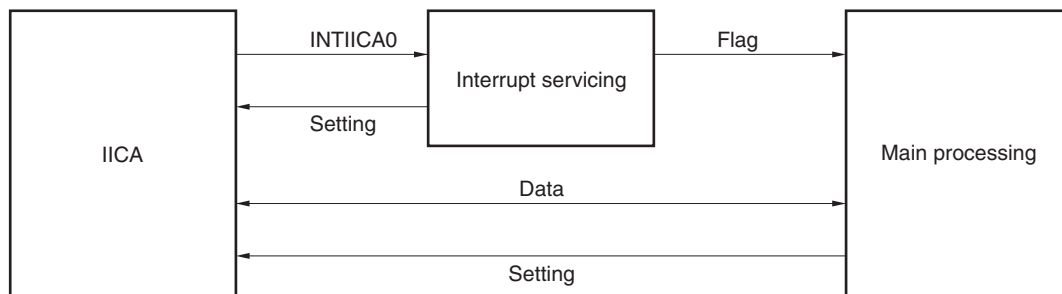 INTIICA0
Flag
Interrupt servicing
Setting
IICA
Main processing
Data
Setting